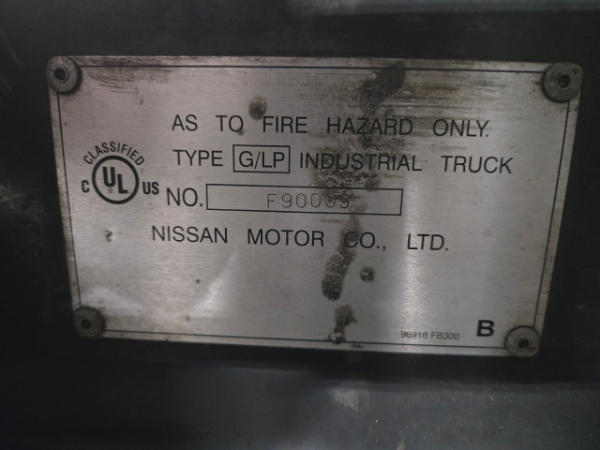 AS TO FIRE HAZARD ONLY.
CLASSIFIED
C UL US
TYPE G/LP INDUSTRIAL TRUCK
NO.
NISSAN MOTOR CO., LTD.
96916 FB300 B